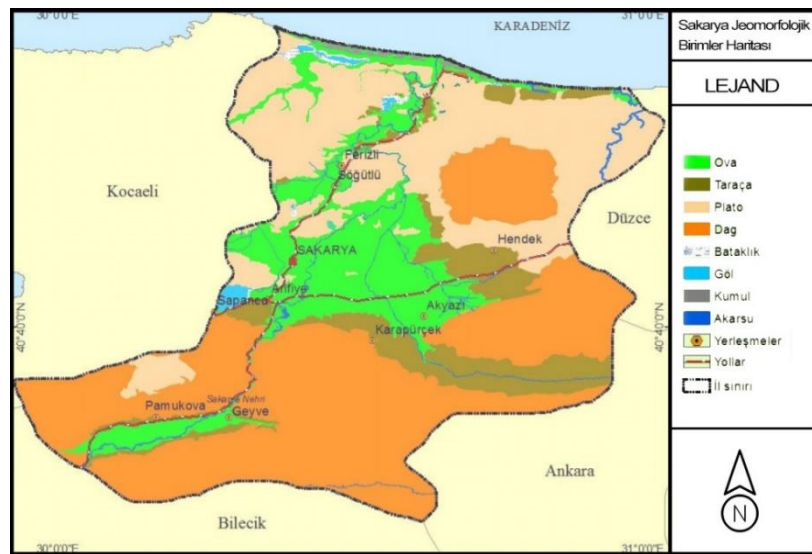 30°0'0"E
KARADENİZ
31°0'0"E
Sakarya Jeomorfolojik
Birimler Haritası
LEJAND
Ova
Taraça
Plato
Dag
Bataklık
Göl
Kumul
Akarsu
Yerleşmeler
Yollar
İl sınırı
N
Ferizli
Söğütlü
Kocaeli
Düzce
Hendek
SAKARYA
Arifiye
Sapanca
Akyazı
Karapürçek
40°40'0"N
40°40'0"N
Pamukova
Sakarya Nehri
Geyve
Ankara
Bilecik
30°0'0"E
31°0'0"E